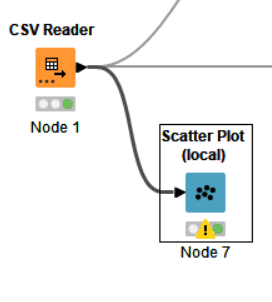 CSV Reader
Node 1
Scatter Plot
(local)
Node 7